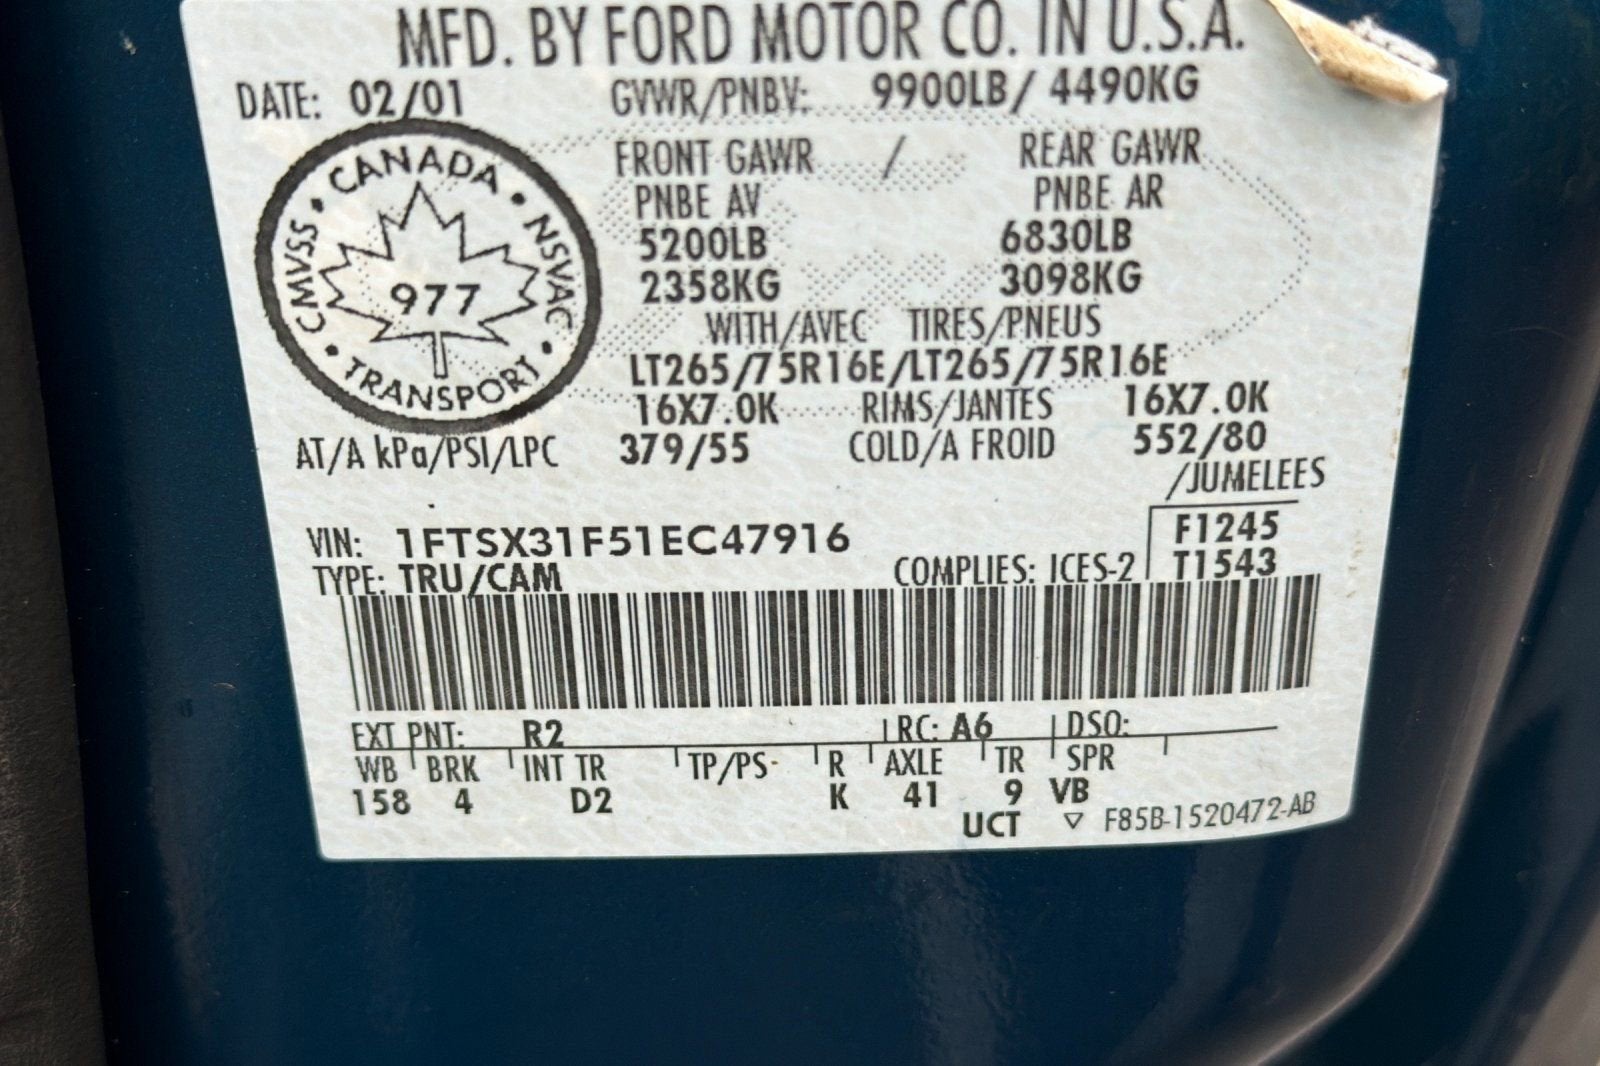 MFD. BY FORD MOTOR CO. IN U.S.A.
DATE: 02/01 GVWR/PNBV: 9900LB / 4490KG
CANADA
CMVSS • NSVAC
977
TRANSPORT
FRONT GAWR / REAR GAWR
PNBE AV PNBE AR
5200LB 6830LB
2358KG 3098KG
WITH/AVEC TIRES/PNEUS
LT265/75R16E/LT265/75R16E
16X7.0K RIMS/JANTES 16X7.0K
AT/A kPa/PSI/LPC 379/55 COLD/A FROID 552/80
/JUMELEES
VIN: 1FTSX31F51EC47916 F1245
TYPE: TRU/CAM COMPLIES: ICES-2 T1543
EXT PNT: R2 RC: A6 DSO:
WB BRK INT TR TP/PS R AXLE TR SPR
158 4 D2 K 41 9 VB
UCT ▽ F85B-1520472-AB